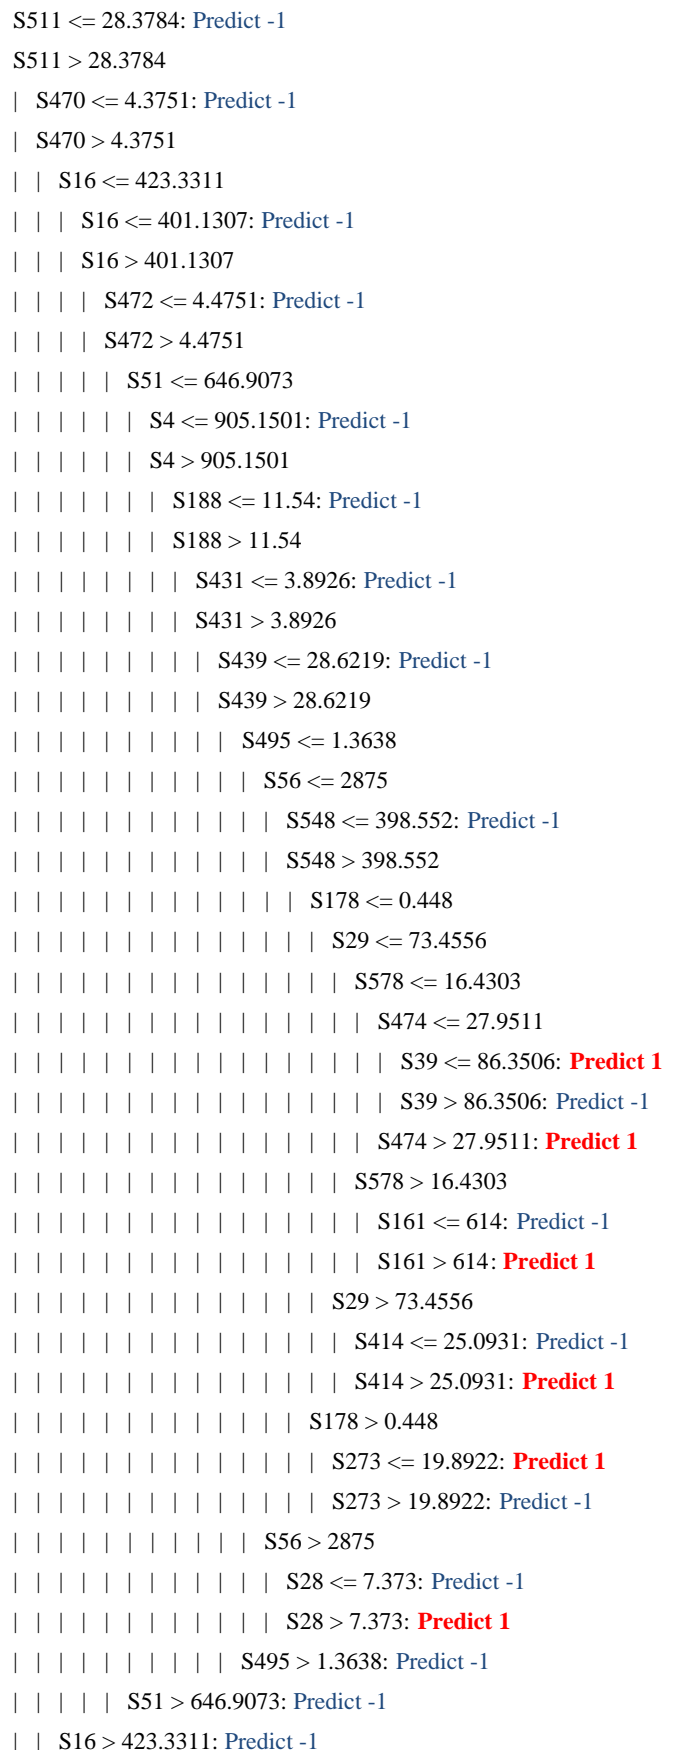 S511 <= 28.3784: Predict -1
S511 > 28.3784
| S470 <= 4.3751: Predict -1
| S470 > 4.3751
| | S16 <= 423.3311
| | | S16 <= 401.1307: Predict -1
| | | S16 > 401.1307
| | | | S472 <= 4.4751: Predict -1
| | | | S472 > 4.4751
| | | | | S51 <= 646.9073
| | | | | | S4 <= 905.1501: Predict -1
| | | | | | S4 > 905.1501
| | | | | | | S188 <= 11.54: Predict -1
| | | | | | | S188 > 11.54
| | | | | | | | S431 <= 3.8926: Predict -1
| | | | | | | | S431 > 3.8926
| | | | | | | | | S439 <= 28.6219: Predict -1
| | | | | | | | | S439 > 28.6219
| | | | | | | | | | S495 <= 1.3638
| | | | | | | | | | | S56 <= 2875
| | | | | | | | | | | | S548 <= 398.552: Predict -1
| | | | | | | | | | | | S548 > 398.552
| | | | | | | | | | | | | S178 <= 0.448
| | | | | | | | | | | | | | S29 <= 73.4556
| | | | | | | | | | | | | | | S578 <= 16.4303
| | | | | | | | | | | | | | | | S474 <= 27.9511
| | | | | | | | | | | | | | | | | S39 <= 86.3506: Predict 1
| | | | | | | | | | | | | | | | | S39 > 86.3506: Predict -1
| | | | | | | | | | | | | | | | S474 > 27.9511: Predict 1
| | | | | | | | | | | | | | | S578 > 16.4303
| | | | | | | | | | | | | | | | S161 <= 614: Predict -1
| | | | | | | | | | | | | | | | S161 > 614: Predict 1
| | | | | | | | | | | | | | S29 > 73.4556
| | | | | | | | | | | | | | | S414 <= 25.0931: Predict -1
| | | | | | | | | | | | | | | S414 > 25.0931: Predict 1
| | | | | | | | | | | | | S178 > 0.448
| | | | | | | | | | | | | | S273 <= 19.8922: Predict 1
| | | | | | | | | | | | | | S273 > 19.8922: Predict -1
| | | | | | | | | | | S56 > 2875
| | | | | | | | | | | | S28 <= 7.373: Predict -1
| | | | | | | | | | | | S28 > 7.373: Predict 1
| | | | | | | | | | S495 > 1.3638: Predict -1
| | | | | S51 > 646.9073: Predict -1
| | S16 > 423.3311: Predict -1